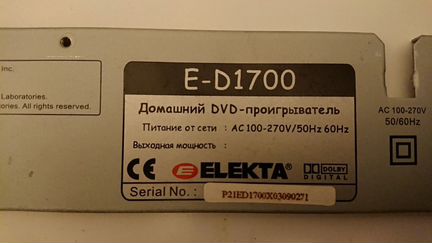 inc.
Laboratories.
ories. All rights reserved.
E-D1700
Домашний DVD-проигрыватель
Питание от сети : AC 100-270V/50Hz 60Hz
Выходная мощность :
CE ELEKTA® DOLBY DIGITAL
Serial No.: P21ED1700X03090271
AC 100-270V
50/60Hz